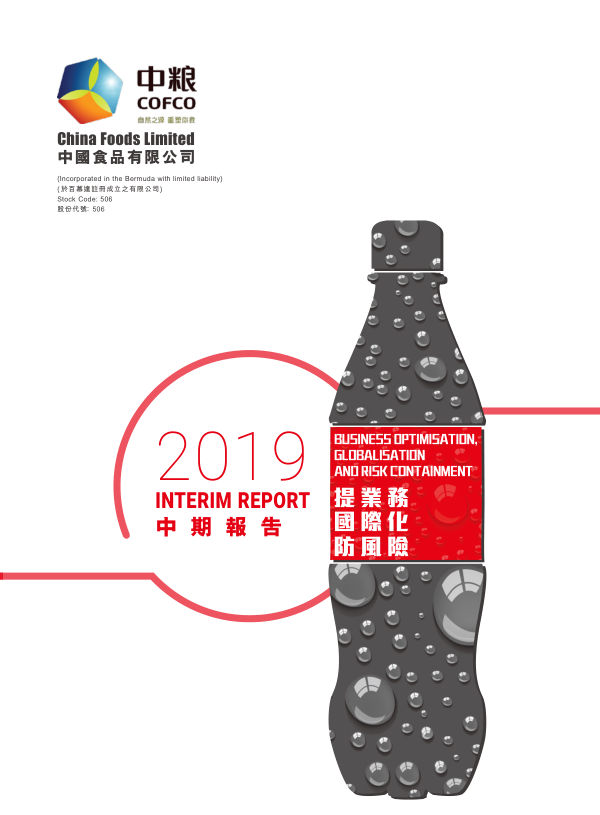 中粮
COFCO
自然之源 重塑你我
China Foods Limited
中國食品有限公司
(Incorporated in the Bermuda with limited liability)
(於百慕達註冊成立之有限公司)
Stock Code: 506
股份代號: 506
2019
INTERIM REPORT
中期報告
BUSINESS OPTIMISATION,
GLOBALISATION
AND RISK CONTAINMENT
提業務
國際化
防風險